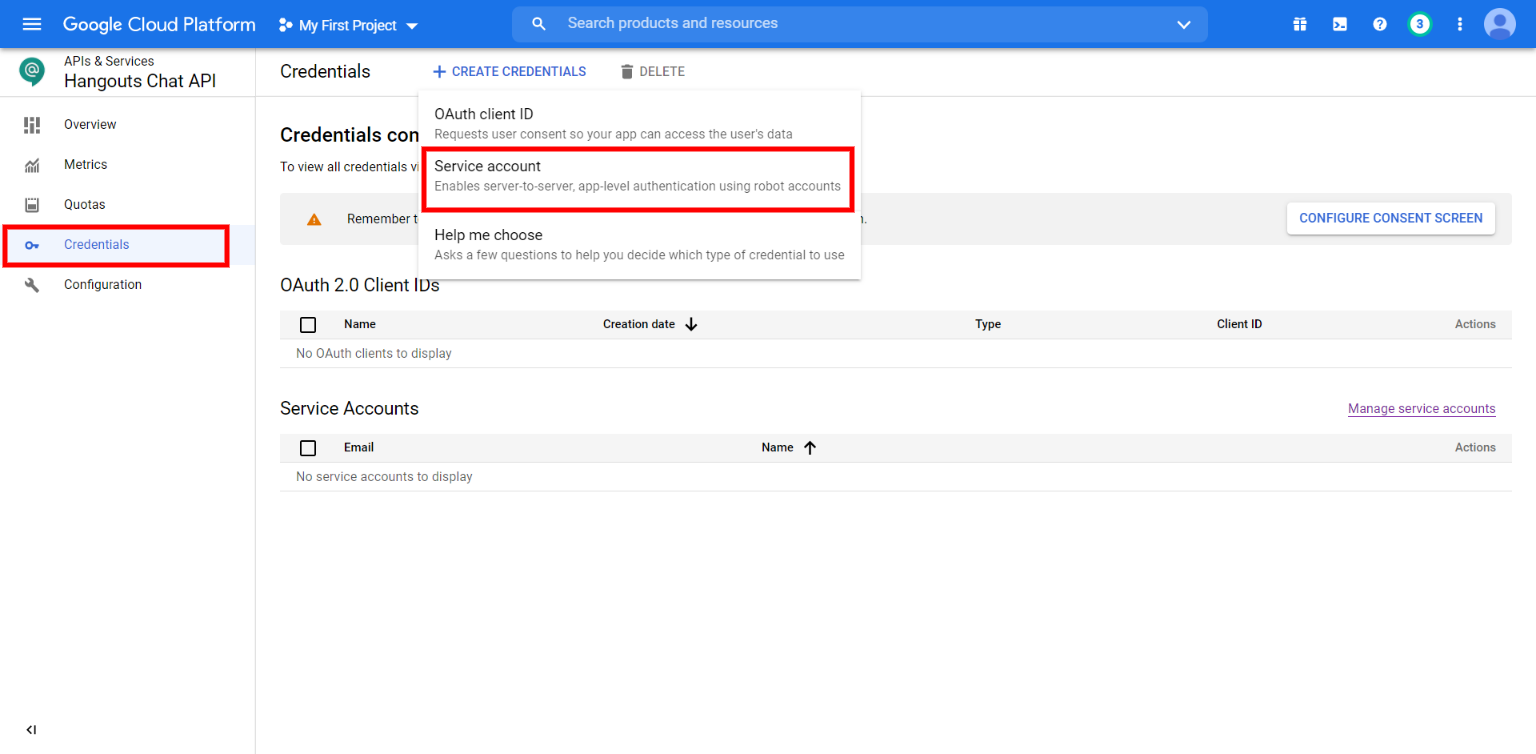 Google Cloud Platform
My First Project
Search products and resources
3
APIs & Services
Hangouts Chat API
Credentials
CREATE CREDENTIALS
DELETE
Overview
Metrics
Quotas
Credentials
Configuration
OAuth client ID
Requests user consent so your app can access the user's data
Service account
Enables server-to-server, app-level authentication using robot accounts
Help me choose
Asks a few questions to help you decide which type of credential to use
Credentials
To view all credentials
Remember
CONFIGURE CONSENT SCREEN
OAuth 2.0 Client IDs
Name Creation date Type Client ID Actions
No OAuth clients to display
Service Accounts
Manage service accounts
Email Name Actions
No service accounts to display